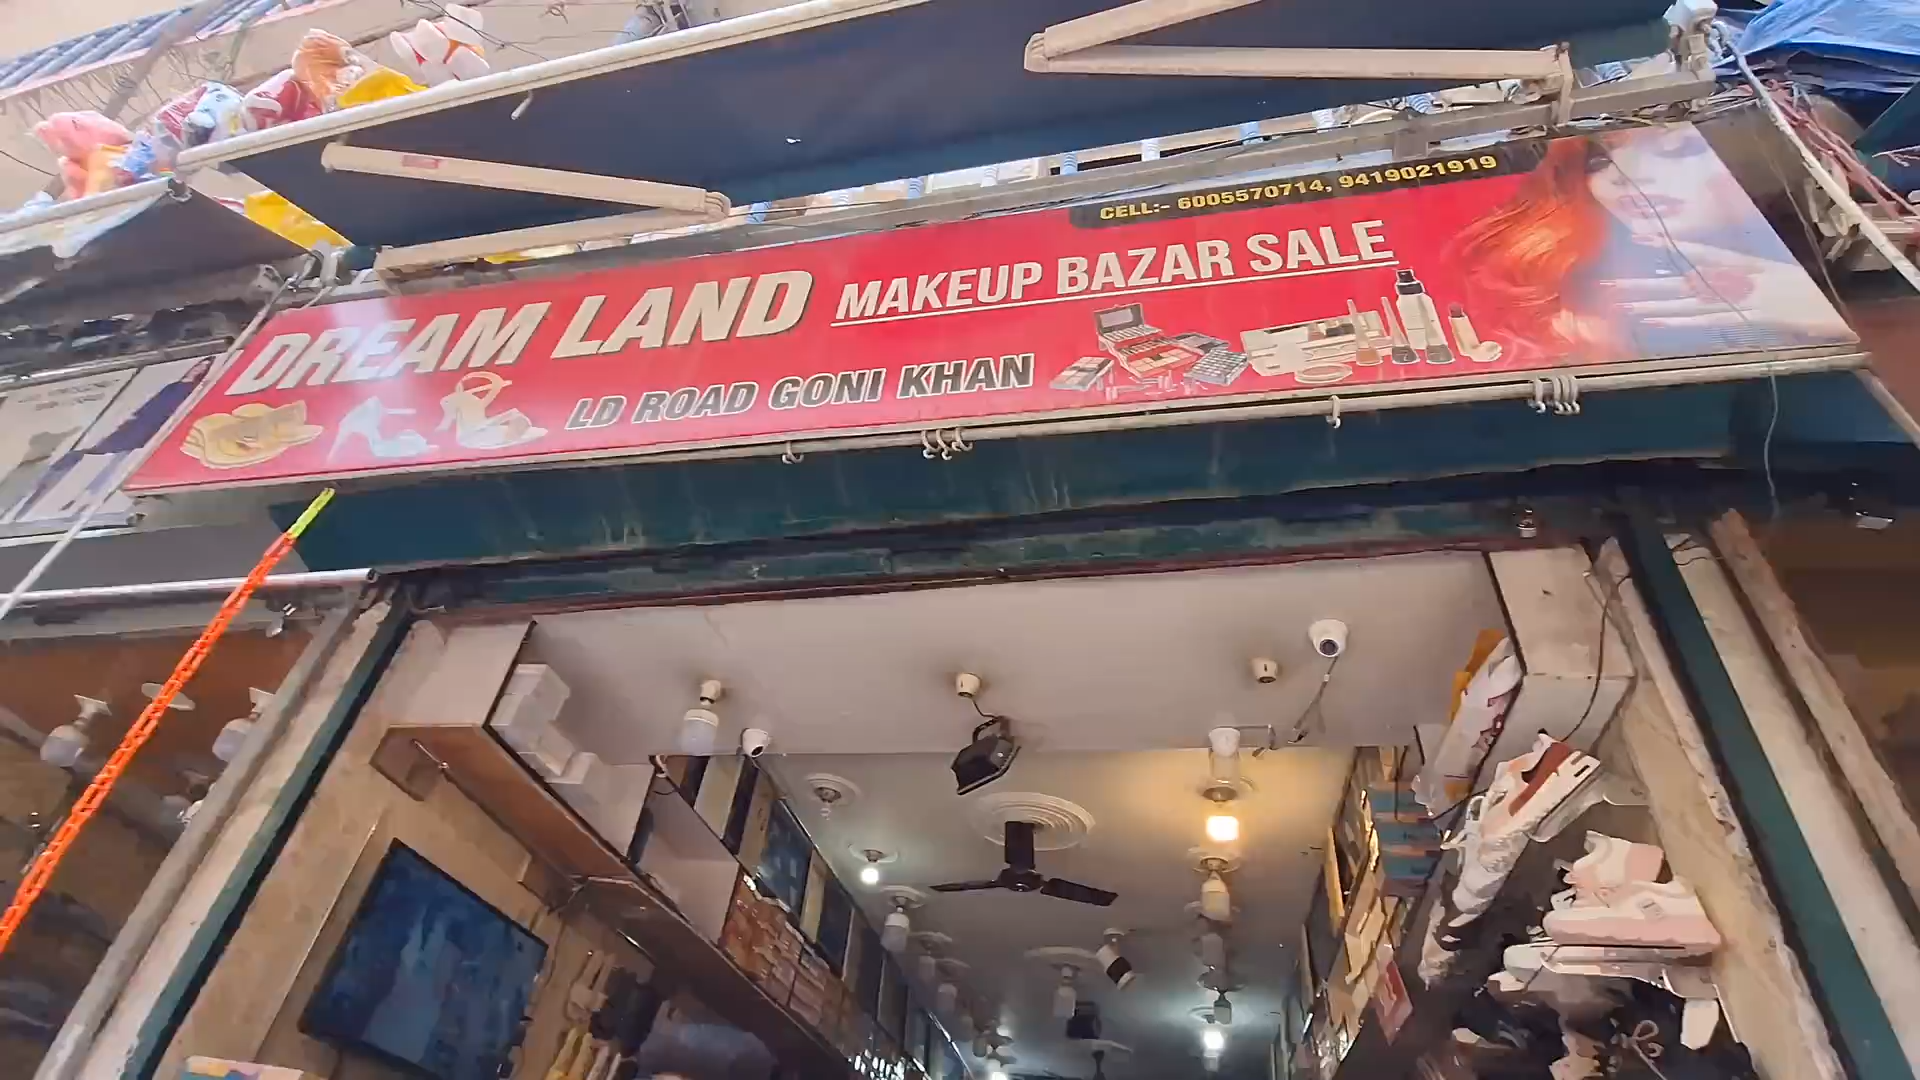 CELL:- 6005570714, 9419021919
DREAM LAND MAKEUP BAZAR SALE
LD ROAD GONI KHAN